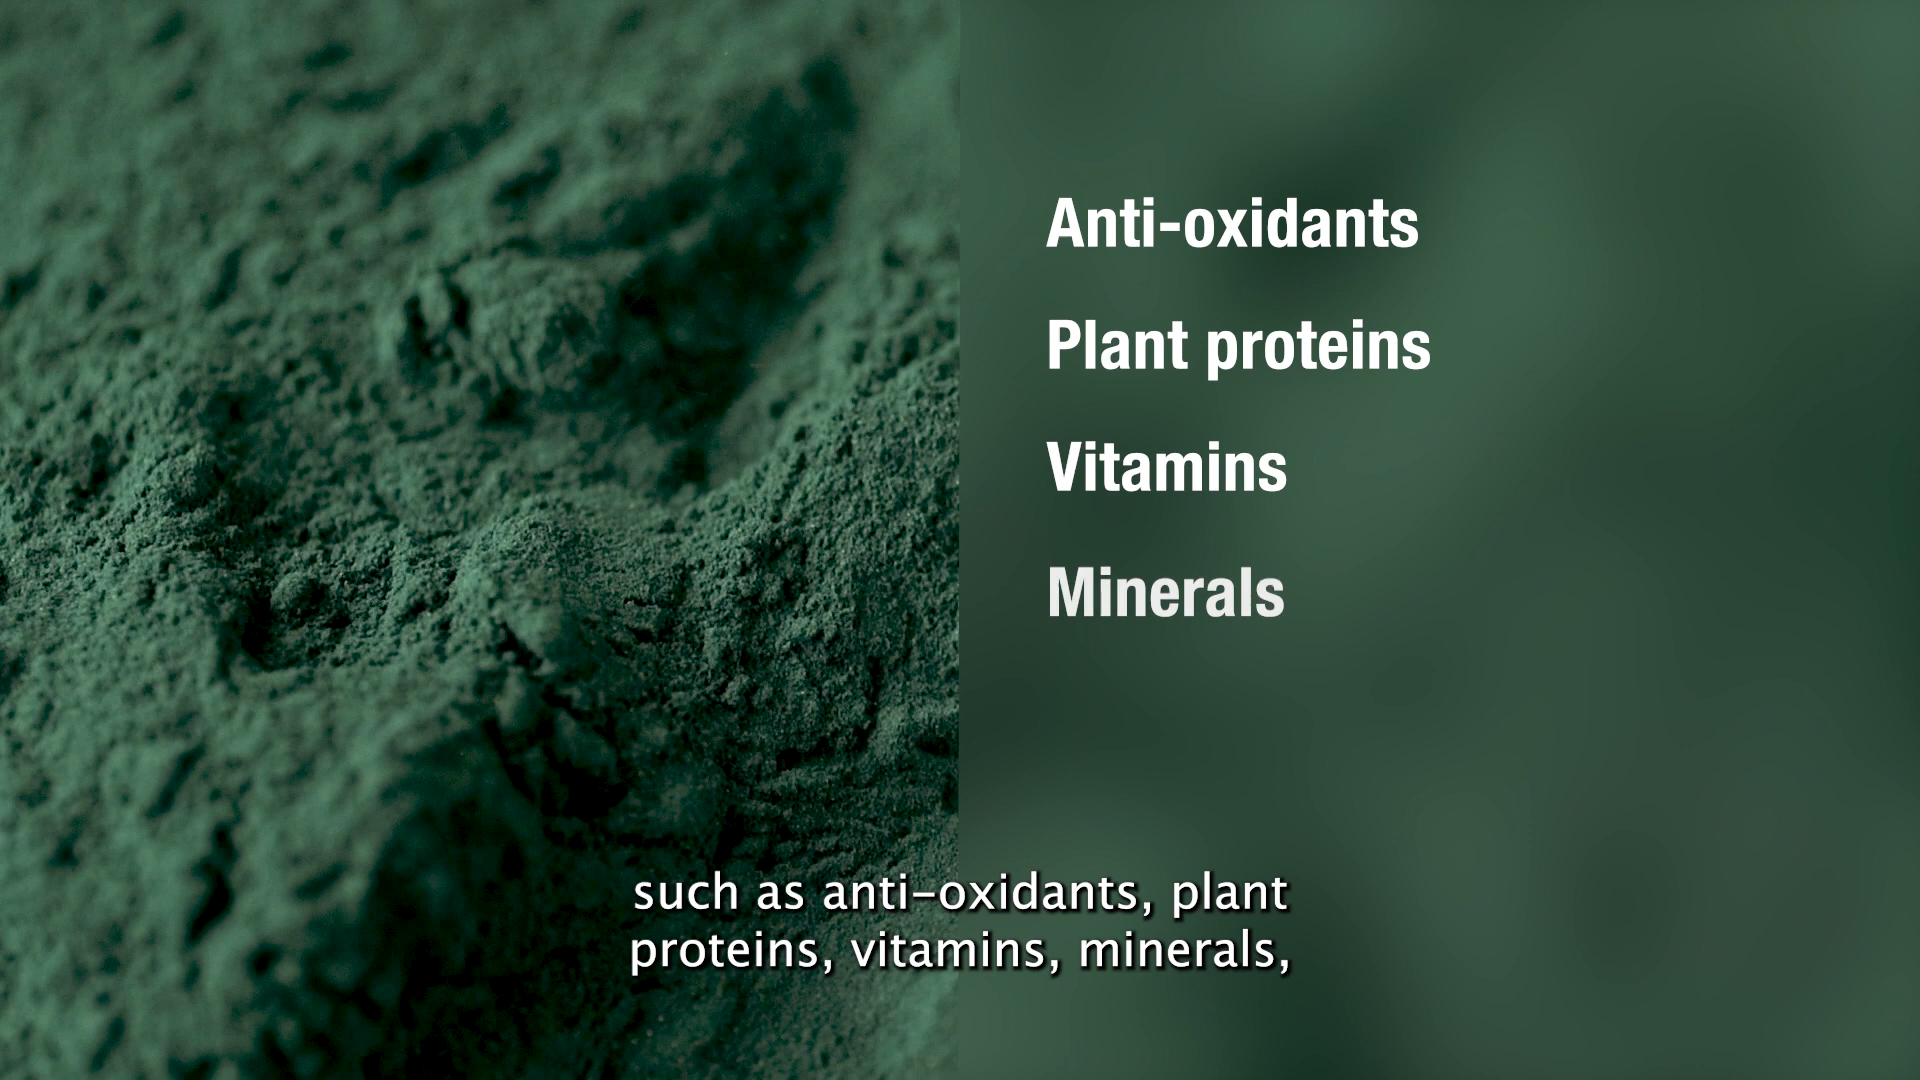 Anti-oxidants
Plant proteins
Vitamins
Minerals
such as anti-oxidants, plant
proteins, vitamins, minerals,